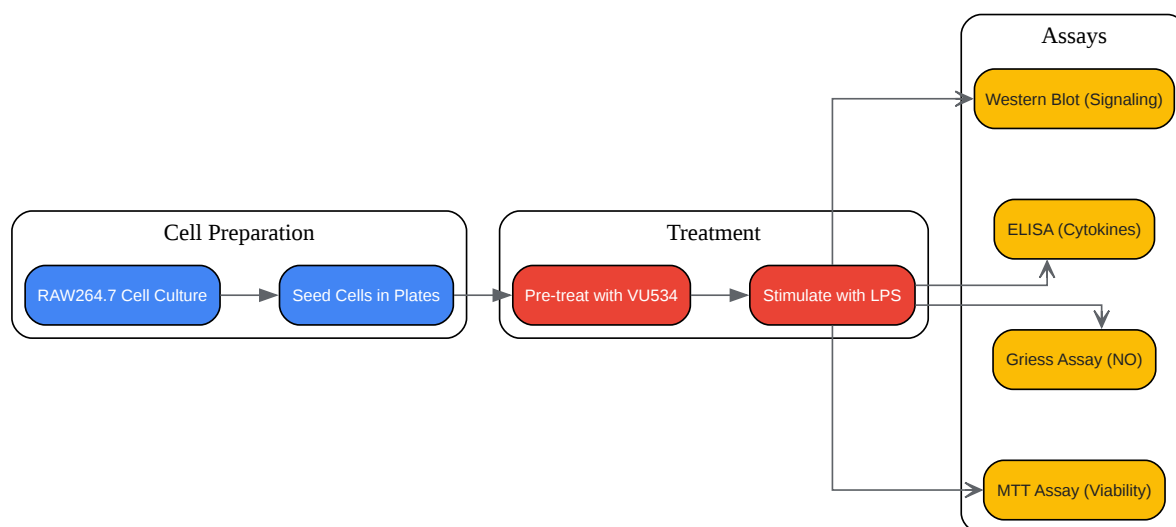 Cell Preparation
RAW264.7 Cell Culture
Seed Cells in Plates
Treatment
Pre-treat with VU534
Stimulate with LPS
Assays
Western Blot (Signaling)
ELISA (Cytokines)
Griess Assay (NO)
MTT Assay (Viability)